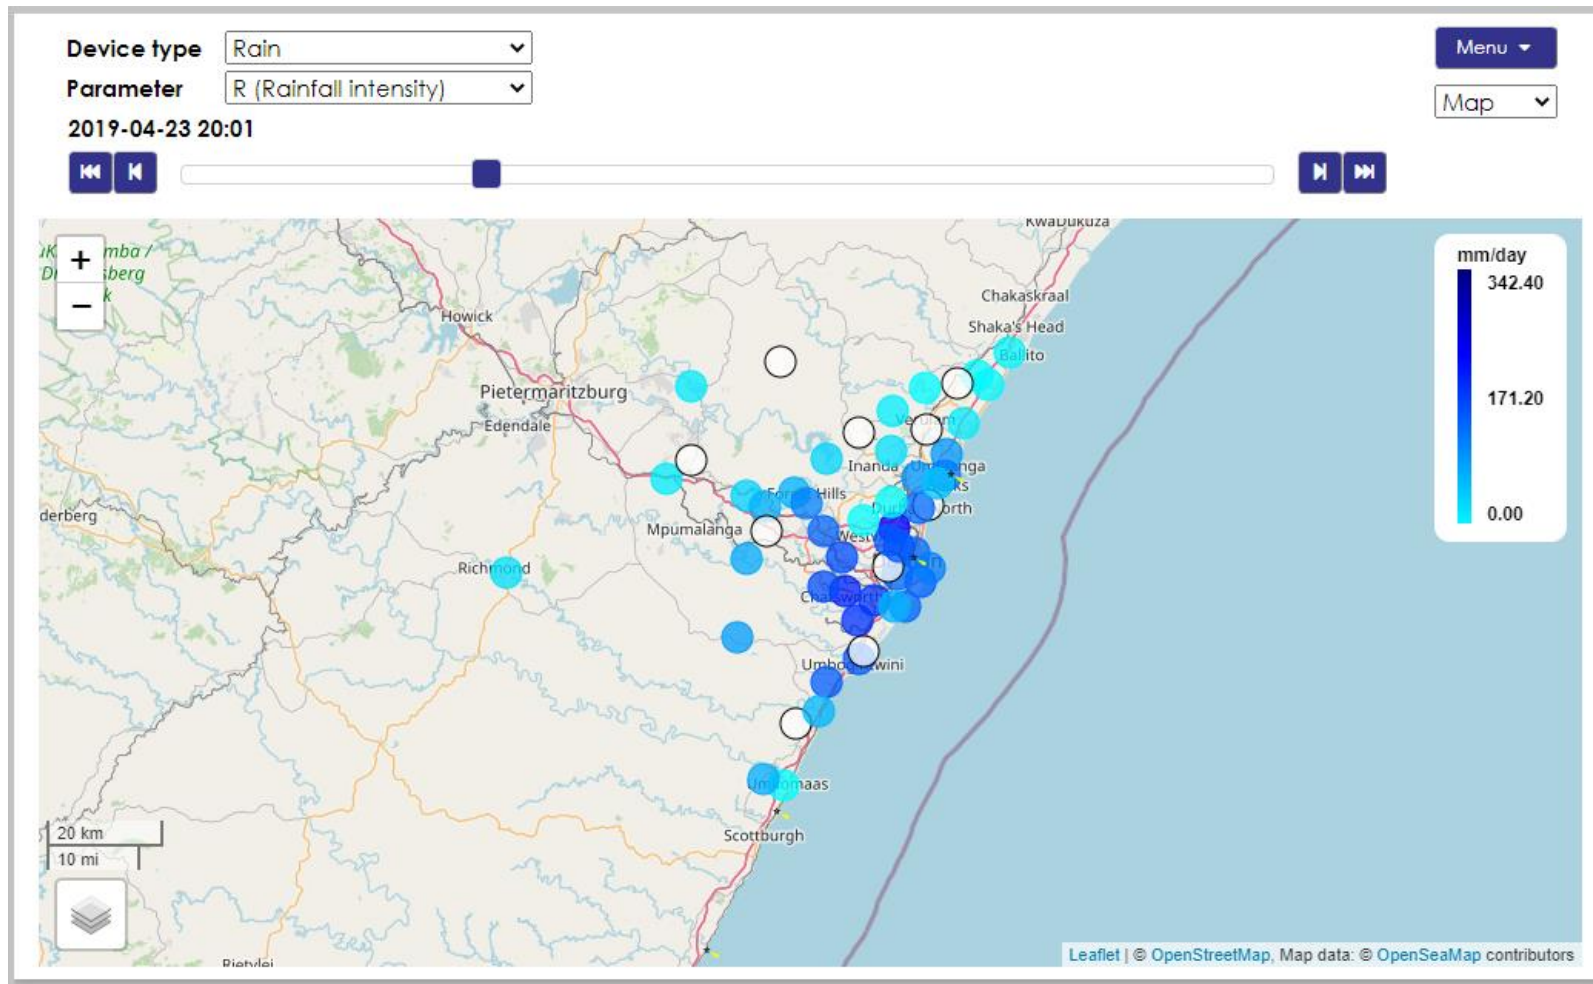 Device type
Rain
Menu
Parameter
R (Rainfall intensity)
Map
2019-04-23 20:01
KwaDukuza
mm/day
342.40
171.20
0.00
+
−
Chakaskraal
Howick
Shaka's Head
Ballito
Pietermaritzburg
Edendale
Verulam
Inanda
Hills
derberg
Mpumalanga
Richmond
Scottburgh
20 km
10 mi
Rietvlei
Leaflet | © OpenStreetMap, Map data: © OpenSeaMap contributors